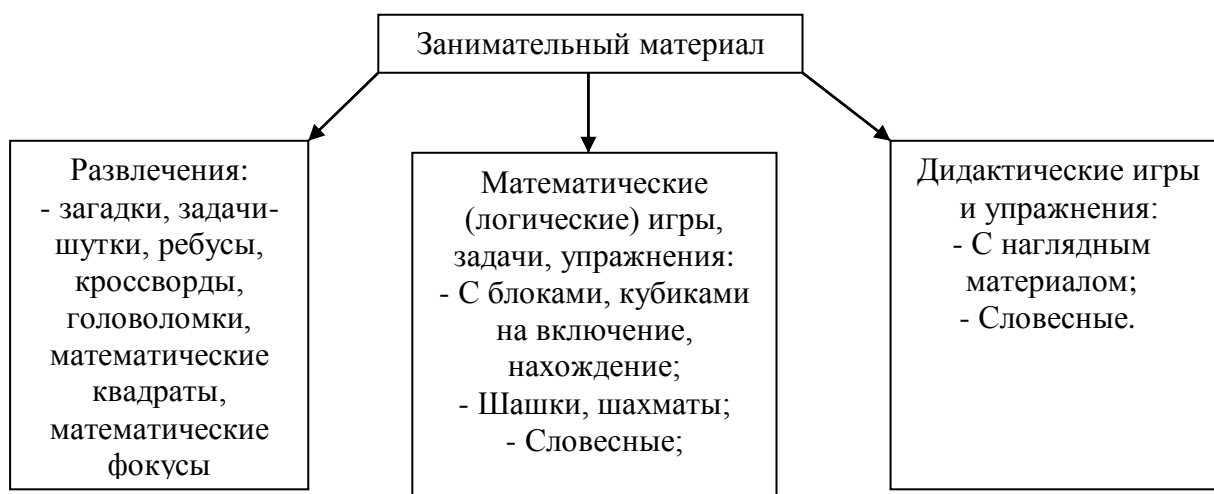 Занимательный материал
Развлечения:
- загадки, задачи-
шутки, ребусы,
кроссворды,
головоломки,
математические
квадраты,
математические
фокусы
Математические
(логические) игры,
задачи, упражнения:
- С блоками, кубиками
на включение,
нахождение;
- Шашки, шахматы;
- Словесные;
Дидактические игры
и упражнения:
- С наглядным
материалом;
- Словесные.